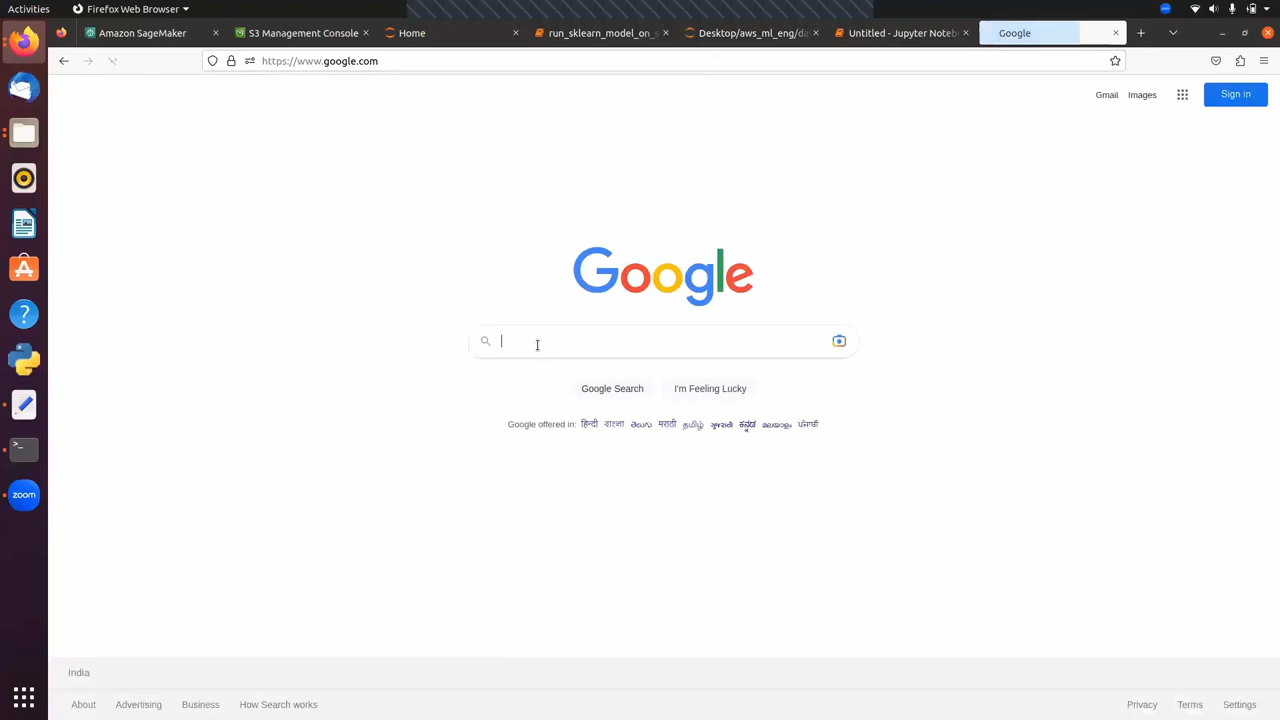 Activities Firefox Web Browser
Amazon SageMaker S3 Management Console Home run_sklearn_model_on_s Desktop/aws_ml_eng/da Untitled - Jupyter Noteb Google
https://www.google.com
Gmail Images Sign in
Google
Google Search I'm Feeling Lucky
Google offered in: हिन्दी বাংলা తెలుగు मराठी தமிழ் ગુજરાતી ಕನ್ನಡ മലയാളം ਪੰਜਾਬੀ
zoom
India
About Advertising Business How Search works Privacy Terms Settings